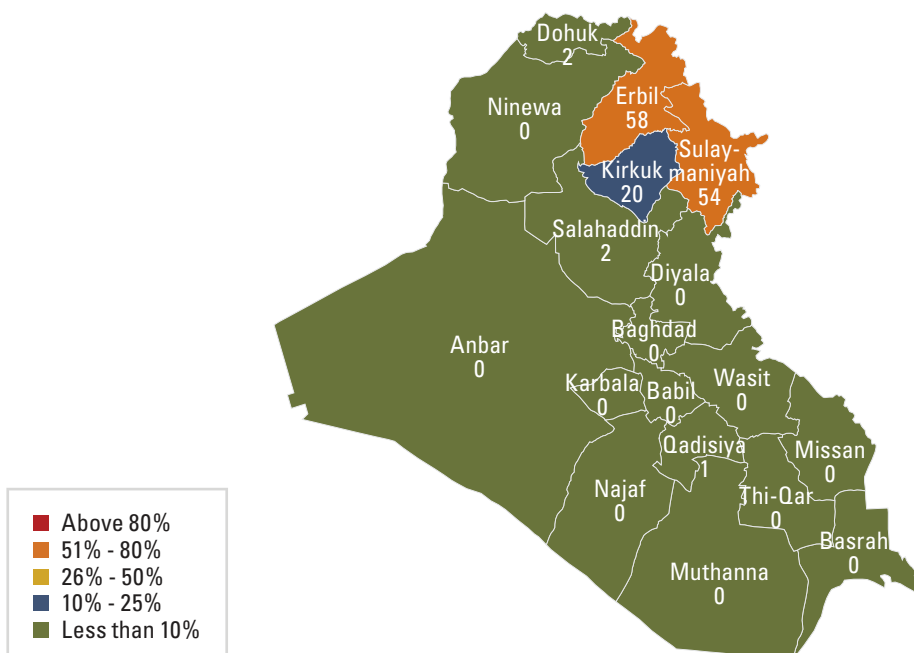 Dohuk
2
Ninewa
0
Erbil
58
Sulay-
maniyah
54
Kirkuk
20
Salahaddin
2
Diyala
0
Baghdad
0
Anbar
0
Karbala
0
Babil
0
Wasit
0
Qadisiya
1
Missan
0
Najaf
0
Thi-Qar
0
Basrah
0
Muthanna
0
Above 80%
51% - 80%
26% - 50%
10% - 25%
Less than 10%